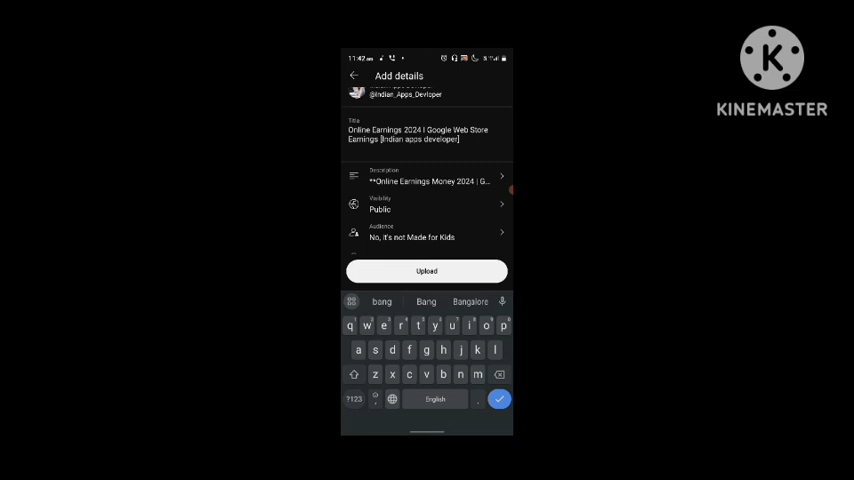 11:42 am
Add details
@Indian_Apps_Devloper
Title
Online Earnings 2024 I Google Web Store
Earnings [Indian apps developer]
Description
**Online Earnings Money 2024 | G...
Visibility
Public
Audience
No, it's not Made for Kids
Upload
bang Bang Bangalore
q w e r t y u i o p
a s d f g h j k l
z x c v b n m
?123 , English .
K
KINEMASTER